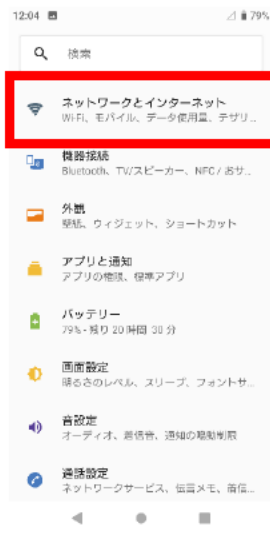 12:04
79%
検索
ネットワークとインターネット
Wi-Fi、モバイル、データ使用量、テザリ...
機器接続
Bluetooth、TV/スピーカー、NFC / おサ...
外観
壁紙、ウィジェット、ショートカット
アプリと通知
アプリの権限、標準アプリ
バッテリー
79% - 残り 20 時間 30 分
画面設定
明るさのレベル、スリープ、フォントサ...
音設定
オーディオ、着信音、通知の鳴動制限
通話設定
ネットワークサービス、伝言メモ、着信...